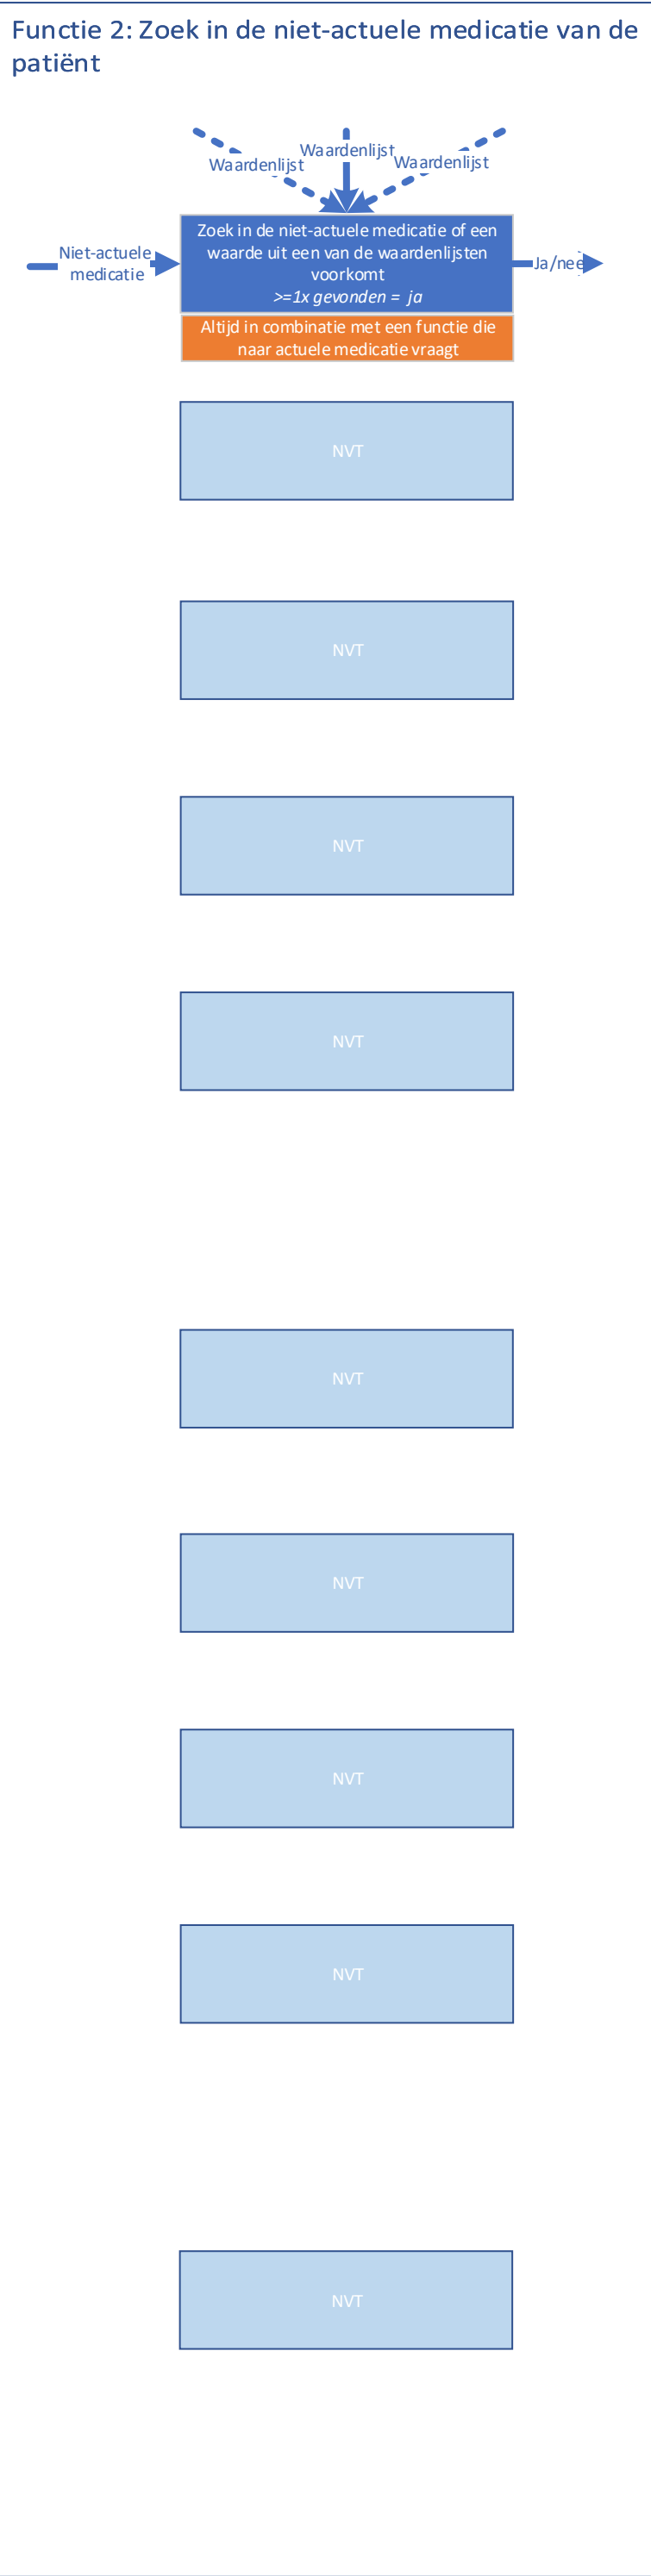 Functie 2: Zoek in de niet-actuele medicatie van de
patiënt
Waardenlijst
Waardenlijst
Waardenlijst
Niet-actuele
medicatie
Zoek in de niet-actuele medicatie of een
waarde uit een van de waardenlijsten
voorkomt
>=1x gevonden = ja
Ja/nee
Altijd in combinatie met een functie die
naar actuele medicatie vraagt
NVT
NVT
NVT
NVT
NVT
NVT
NVT
NVT
NVT